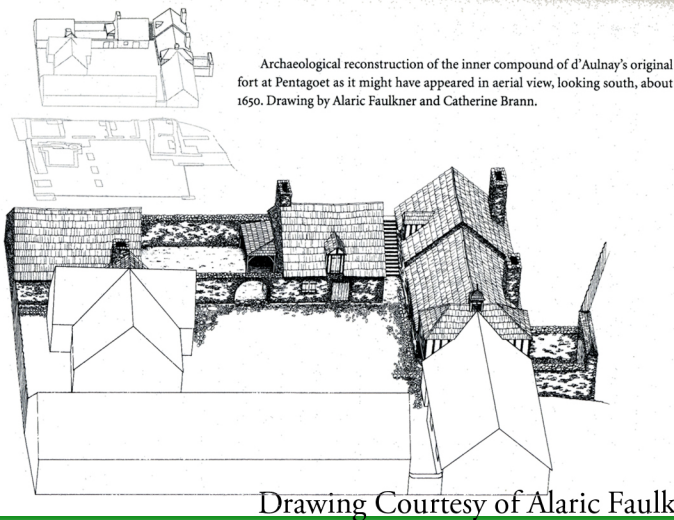 Archaeological reconstruction of the inner compound of d'Aulnay's original
fort at Pentagoet as it might have appeared in aerial view, looking south, about
1650. Drawing by Alaric Faulkner and Catherine Brann.
Drawing Courtesy of Alaric Faulk